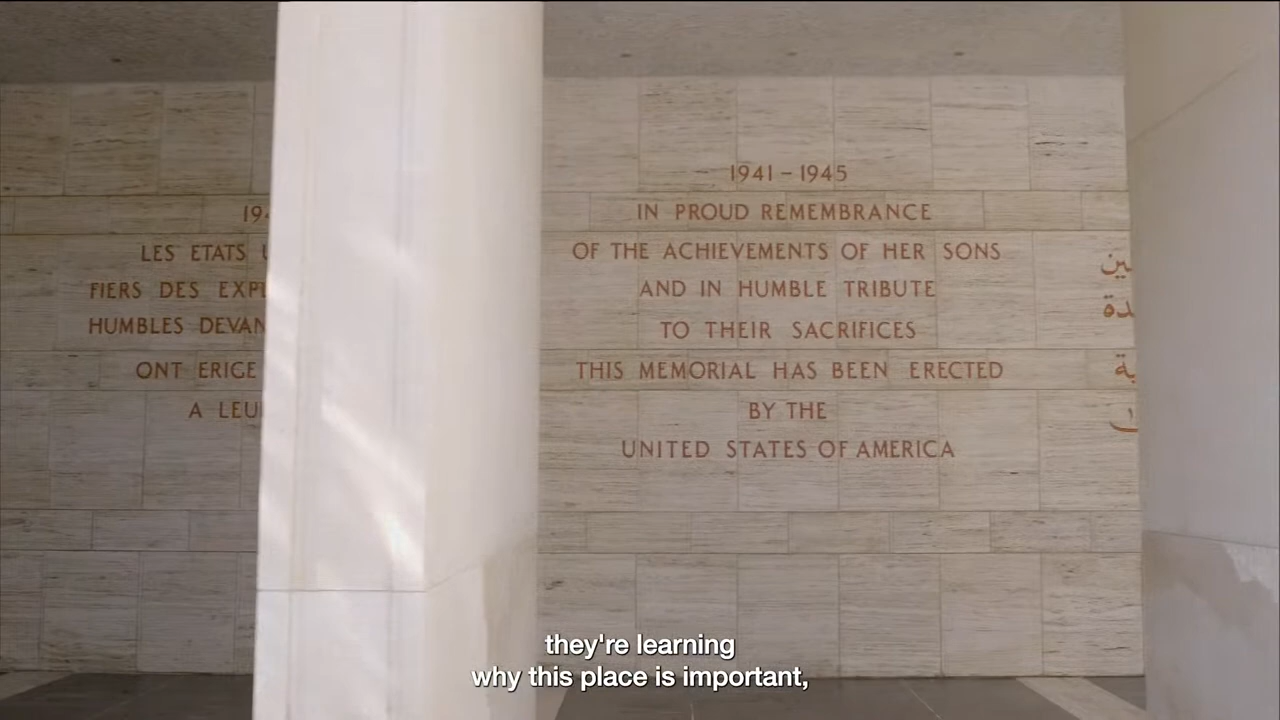 LES ETATS
FIERS DES
HUMBLES
ONT ERIGE
A
1941 – 1945
IN PROUD REMEMBRANCE
OF THE ACHIEVEMENTS OF HER SONS
AND IN HUMBLE TRIBUTE
TO THEIR SACRIFICES
THIS MEMORIAL HAS BEEN ERECTED
BY THE
UNITED STATES OF AMERICA
they're learning
why this place is important,